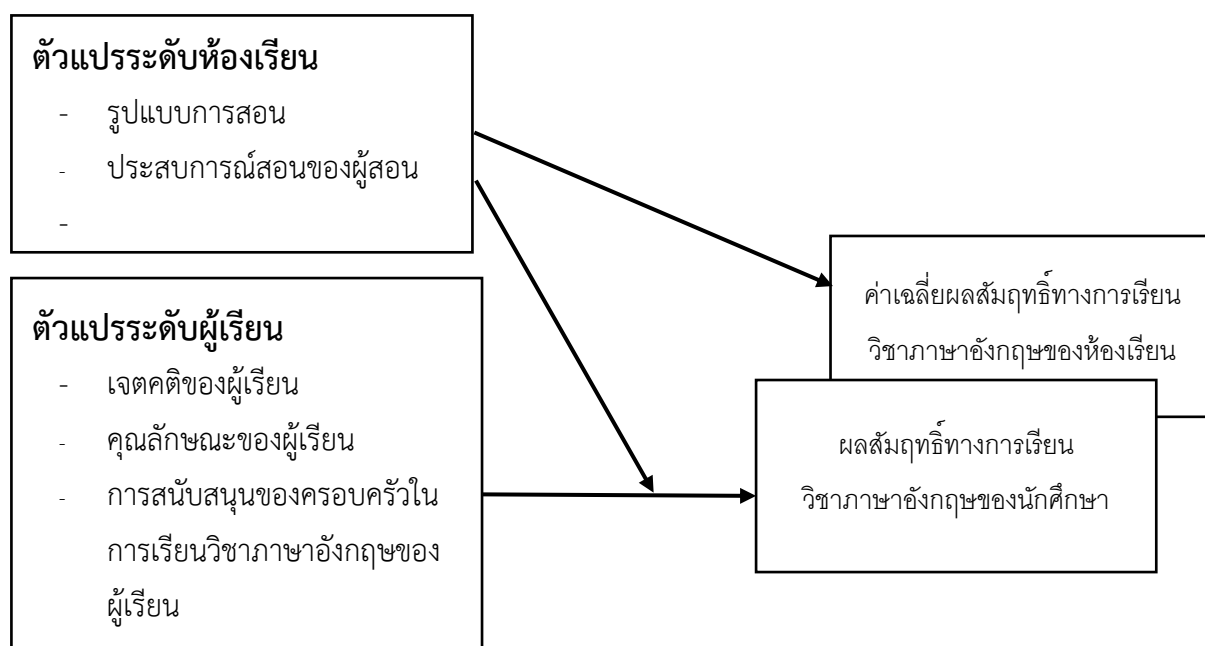 ตัวแปรระดับห้องเรียน
- รูปแบบการสอน
- ประสบการณ์สอนของผู้สอน
-
ตัวแปรระดับผู้เรียน
- เจตคติของผู้เรียน
- คุณลักษณะของผู้เรียน
- การสนับสนุนของครอบครัวใน
การเรียนวิชาภาษาอังกฤษของ
ผู้เรียน
ค่าเฉลี่ยผลสัมฤทธิ์ทางการเรียน
วิชาภาษาอังกฤษของห้องเรียน
ผลสัมฤทธิ์ทางการเรียน
วิชาภาษาอังกฤษของนักศึกษา